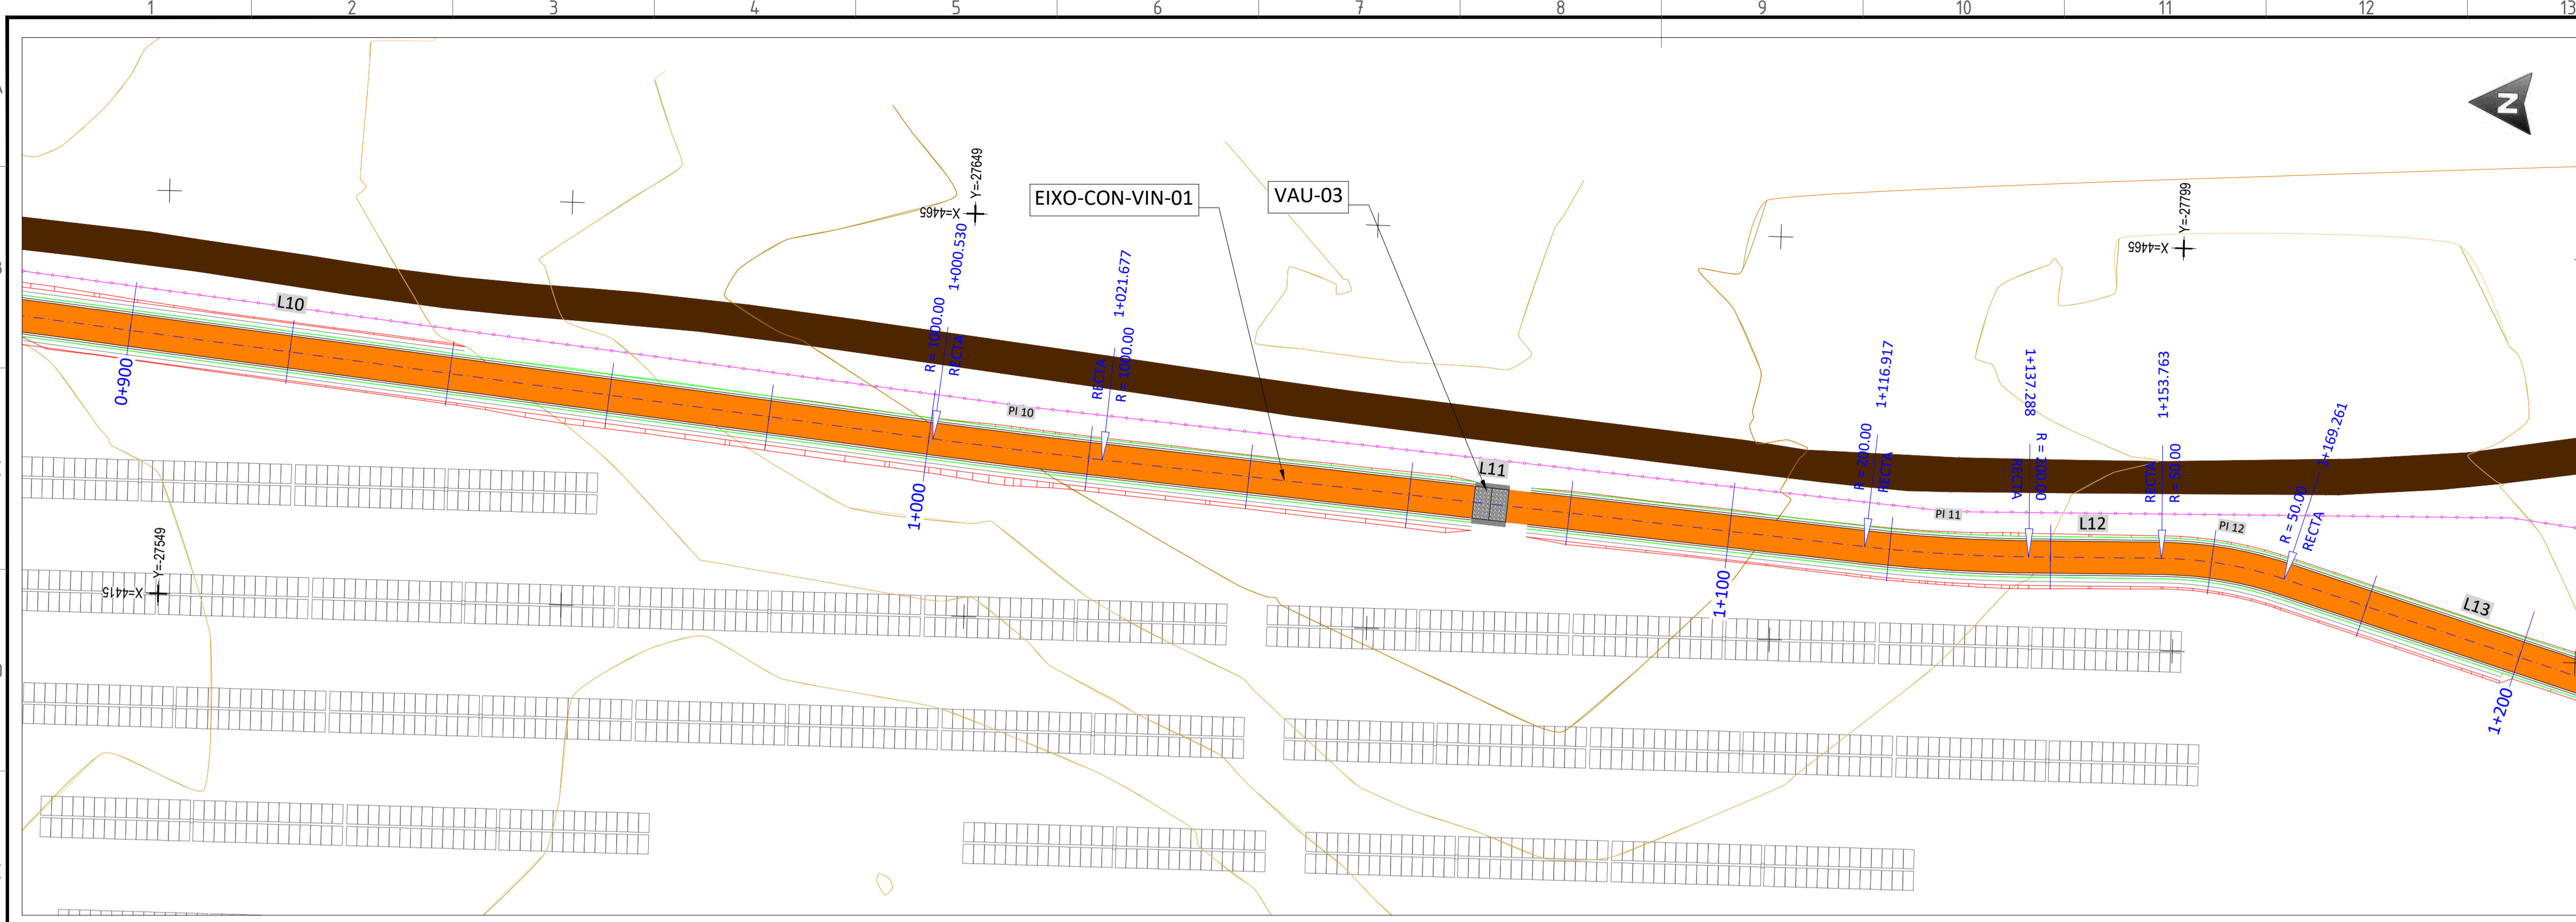 1 2 3 4 5 6 7 8 9 10 11 12 13
N
Y=-27649
X=4465
EIXO-CON-VIN-01
VAU-03
Y=-27799
X=4465
L10
0+900
R = 1000.00
1+000.530
RECTA
RECTA
1+021.677
R = 1000.00
PI 10
1+000
L11
1+100
R = 200.00
1+116.917
RECTA
PI 11
1+137.288
RECTA
R = 200.00
L12
1+153.763
RECTA
R = 50.00
PI 12
1+169.261
R = 50.00
RECTA
L13
1+200
Y=-27549
X=4415